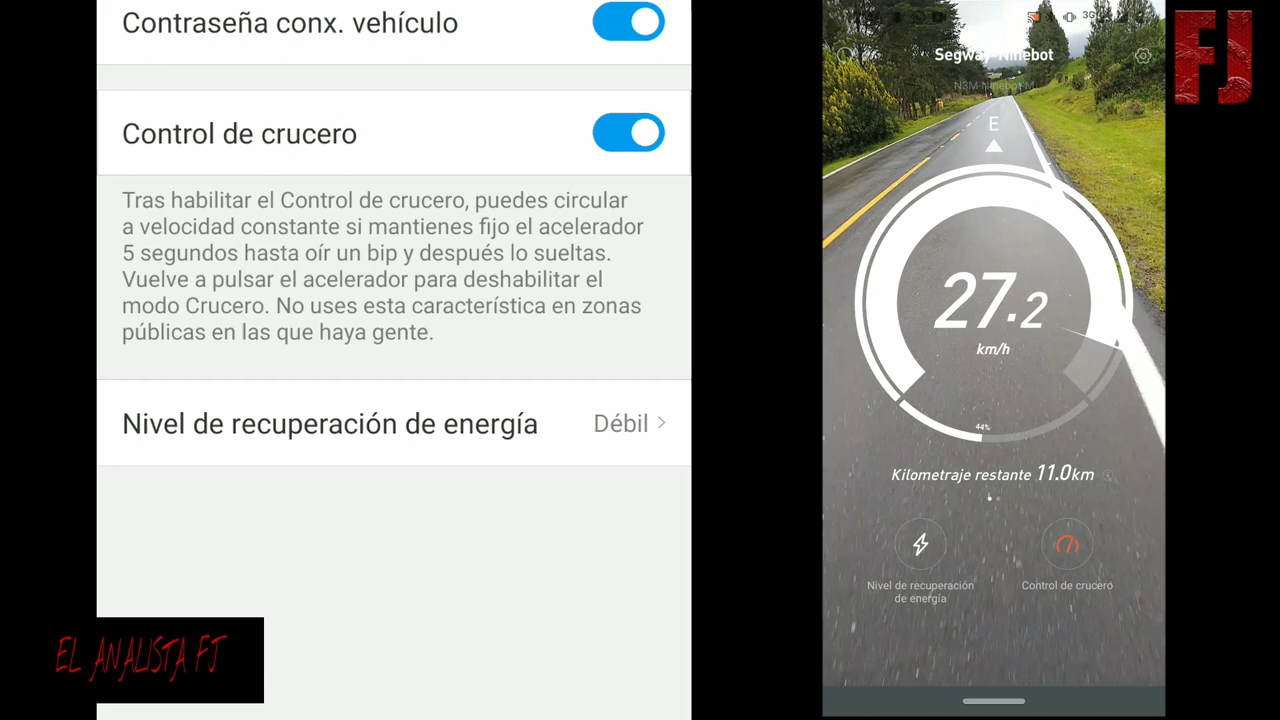 Contraseña conx. vehículo
Control de crucero
Tras habilitar el Control de crucero, puedes circular
a velocidad constante si mantienes fijo el acelerador
5 segundos hasta oír un bip y después lo sueltas.
Vuelve a pulsar el acelerador para deshabilitar el
modo Crucero. No uses esta característica en zonas
públicas en las que haya gente.
Nivel de recuperación de energía
Débil
EL ANALISTA FJ
3G
Segway-Ninebot
E
27.2
km/h
44%
Kilometraje restante 11.0km
Nivel de recuperación
de energía
Control de crucero
FJ